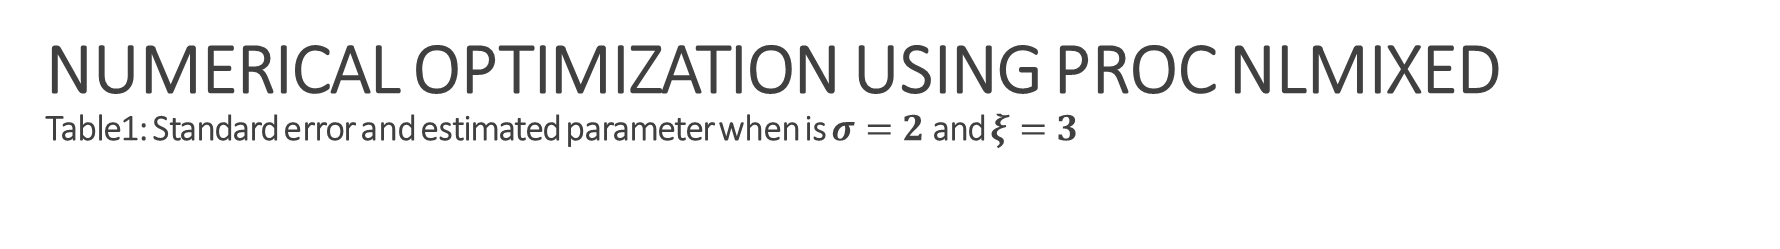 NUMERICAL OPTIMIZATION USING PROC NLMIXED
Table1: Standard error and estimated parameter when is σ = 2 and ξ = 3